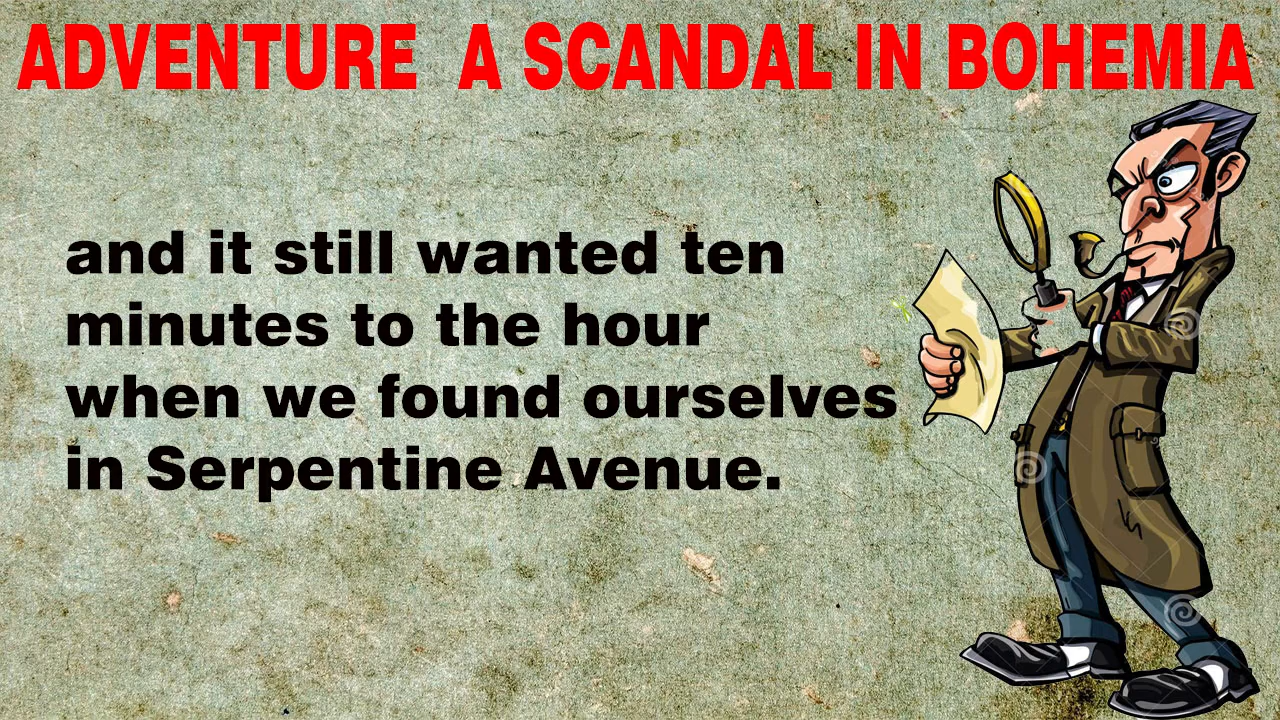 ADVENTURE A SCANDAL IN BOHEMIA
and it still wanted ten
minutes to the hour
when we found ourselves
in Serpentine Avenue.